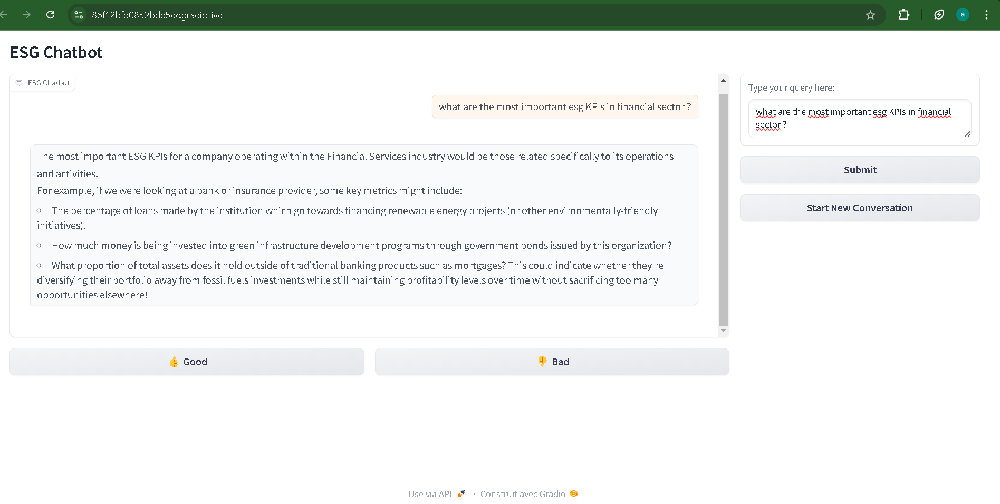 86f12bfb0852bdd5ec.gradio.live
a
ESG Chatbot
ESG Chatbot
what are the most important esg KPIs in financial sector ?
The most important ESG KPIs for a company operating within the Financial Services industry would be those related specifically to its operations
and activities.
For example, if we were looking at a bank or insurance provider, some key metrics might include:
The percentage of loans made by the institution which go towards financing renewable energy projects (or other environmentally-friendly
initiatives).
How much money is being invested into green infrastructure development programs through government bonds issued by this organization?
What proportion of total assets does it hold outside of traditional banking products such as mortgages? This could indicate whether they're
diversifying their portfolio away from fossil fuels investments while still maintaining profitability levels over time without sacrificing too many
opportunities elsewhere!
👍 Good
👎 Bad
Type your query here:
what are the most important esg KPIs in financial
sector ?
Submit
Start New Conversation
Use via API 🚀 · Construit avec Gradio